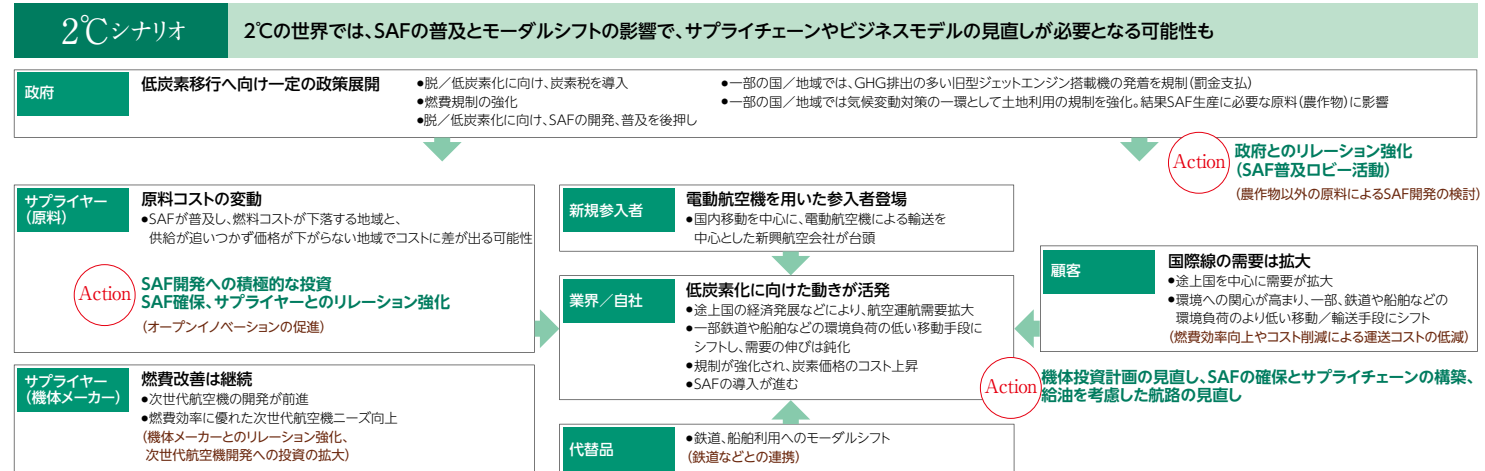 2℃シナリオ
2℃の世界では、SAFの普及とモーダルシフトの影響で、サプライチェーンやビジネスモデルの見直しが必要となる可能性も
政府
低炭素移行へ向け一定の政策展開
●脱／低炭素化に向け、炭素税を導入
●燃費規制の強化
●脱／低炭素化に向け、SAFの開発、普及を後押し
●一部の国／地域では、GHG排出の多い旧型ジェットエンジン搭載機の発着を規制（罰金支払）
●一部の国／地域では気候変動対策の一環として土地利用の規制を強化。結果SAF生産に必要な原料（農作物）に影響
Action
政府とのリレーション強化
（SAF普及ロビー活動）
（農作物以外の原料によるSAF開発の検討）
サプライヤー
（原料）
原料コストの変動
●SAFが普及し、燃料コストが下落する地域と、
供給が追いつかず価格が下がらない地域でコストに差が出る可能性
Action
SAF開発への積極的な投資
SAF確保、サプライヤーとのリレーション強化
（オープンイノベーションの促進）
サプライヤー
（機体メーカー）
燃費改善は継続
●次世代航空機の開発が前進
●燃費効率に優れた次世代航空機ニーズ向上
（機体メーカーとのリレーション強化、
次世代航空機開発への投資の拡大）
新規参入者
電動航空機を用いた参入者登場
●国内移動を中心に、電動航空機による輸送を
中心とした新興航空会社が台頭
業界／自社
低炭素化に向けた動きが活発
●途上国の経済発展などにより、航空運航需要拡大
●一部鉄道や船舶などの環境負荷の低い移動手段に
シフトし、需要の伸びは鈍化
●規制が強化され、炭素価格のコスト上昇
●SAFの導入が進む
代替品
●鉄道、船舶利用へのモーダルシフト
（鉄道などとの連携）
顧客
国際線の需要は拡大
●途上国を中心に需要が拡大
●環境への関心が高まり、一部、鉄道や船舶などの
環境負荷のより低い移動／輸送手段にシフト
（燃費効率向上やコスト削減による運送コストの低減）
Action
機体投資計画の見直し、SAFの確保とサプライチェーンの構築、
給油を考慮した航路の見直し